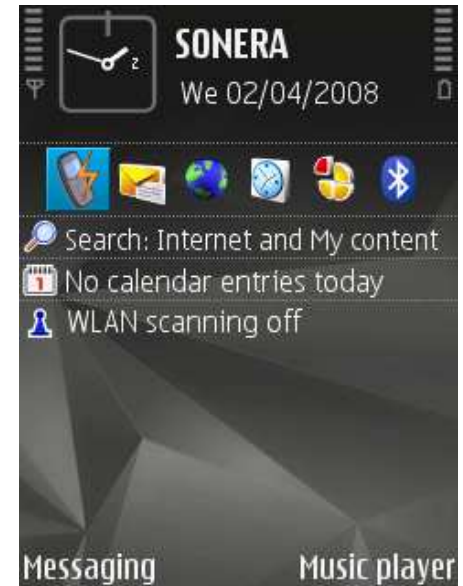 SONERA
We 02/04/2008
Search: Internet and My content
No calendar entries today
WLAN scanning off
Messaging Music player